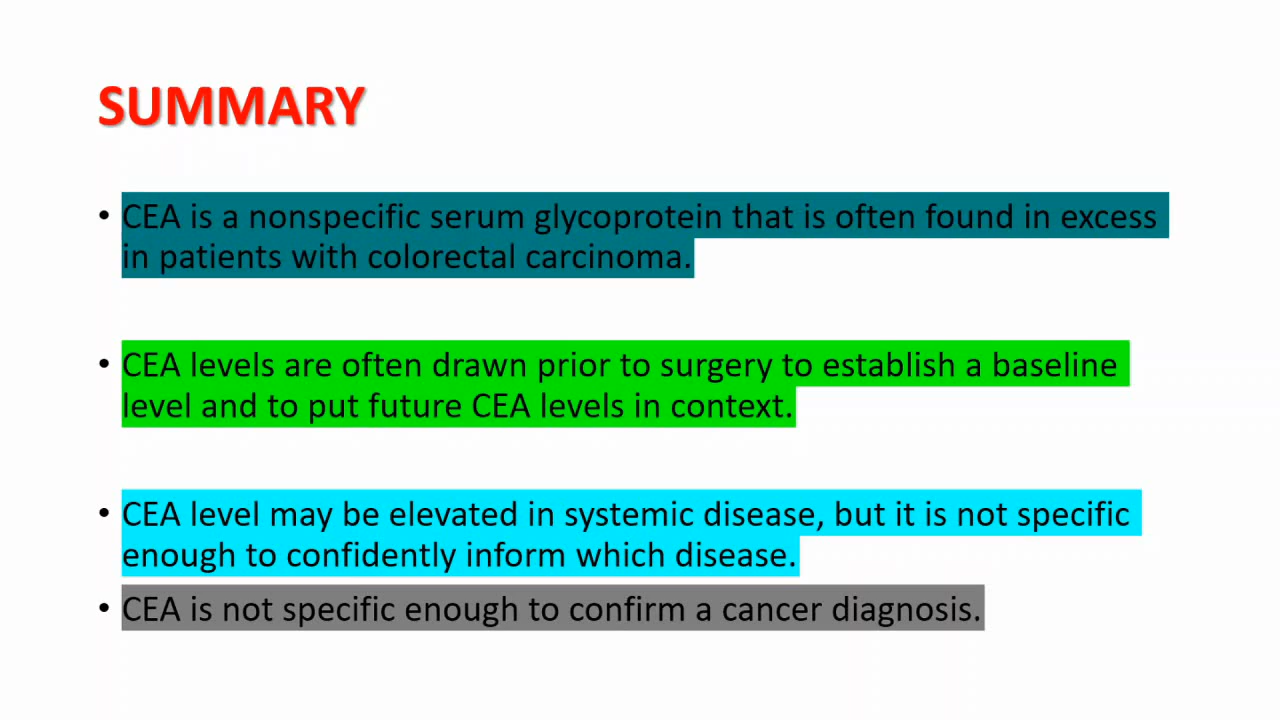 SUMMARY
• CEA is a nonspecific serum glycoprotein that is often found in excess
in patients with colorectal carcinoma.
• CEA levels are often drawn prior to surgery to establish a baseline
level and to put future CEA levels in context.
• CEA level may be elevated in systemic disease, but it is not specific
enough to confidently inform which disease.
• CEA is not specific enough to confirm a cancer diagnosis.